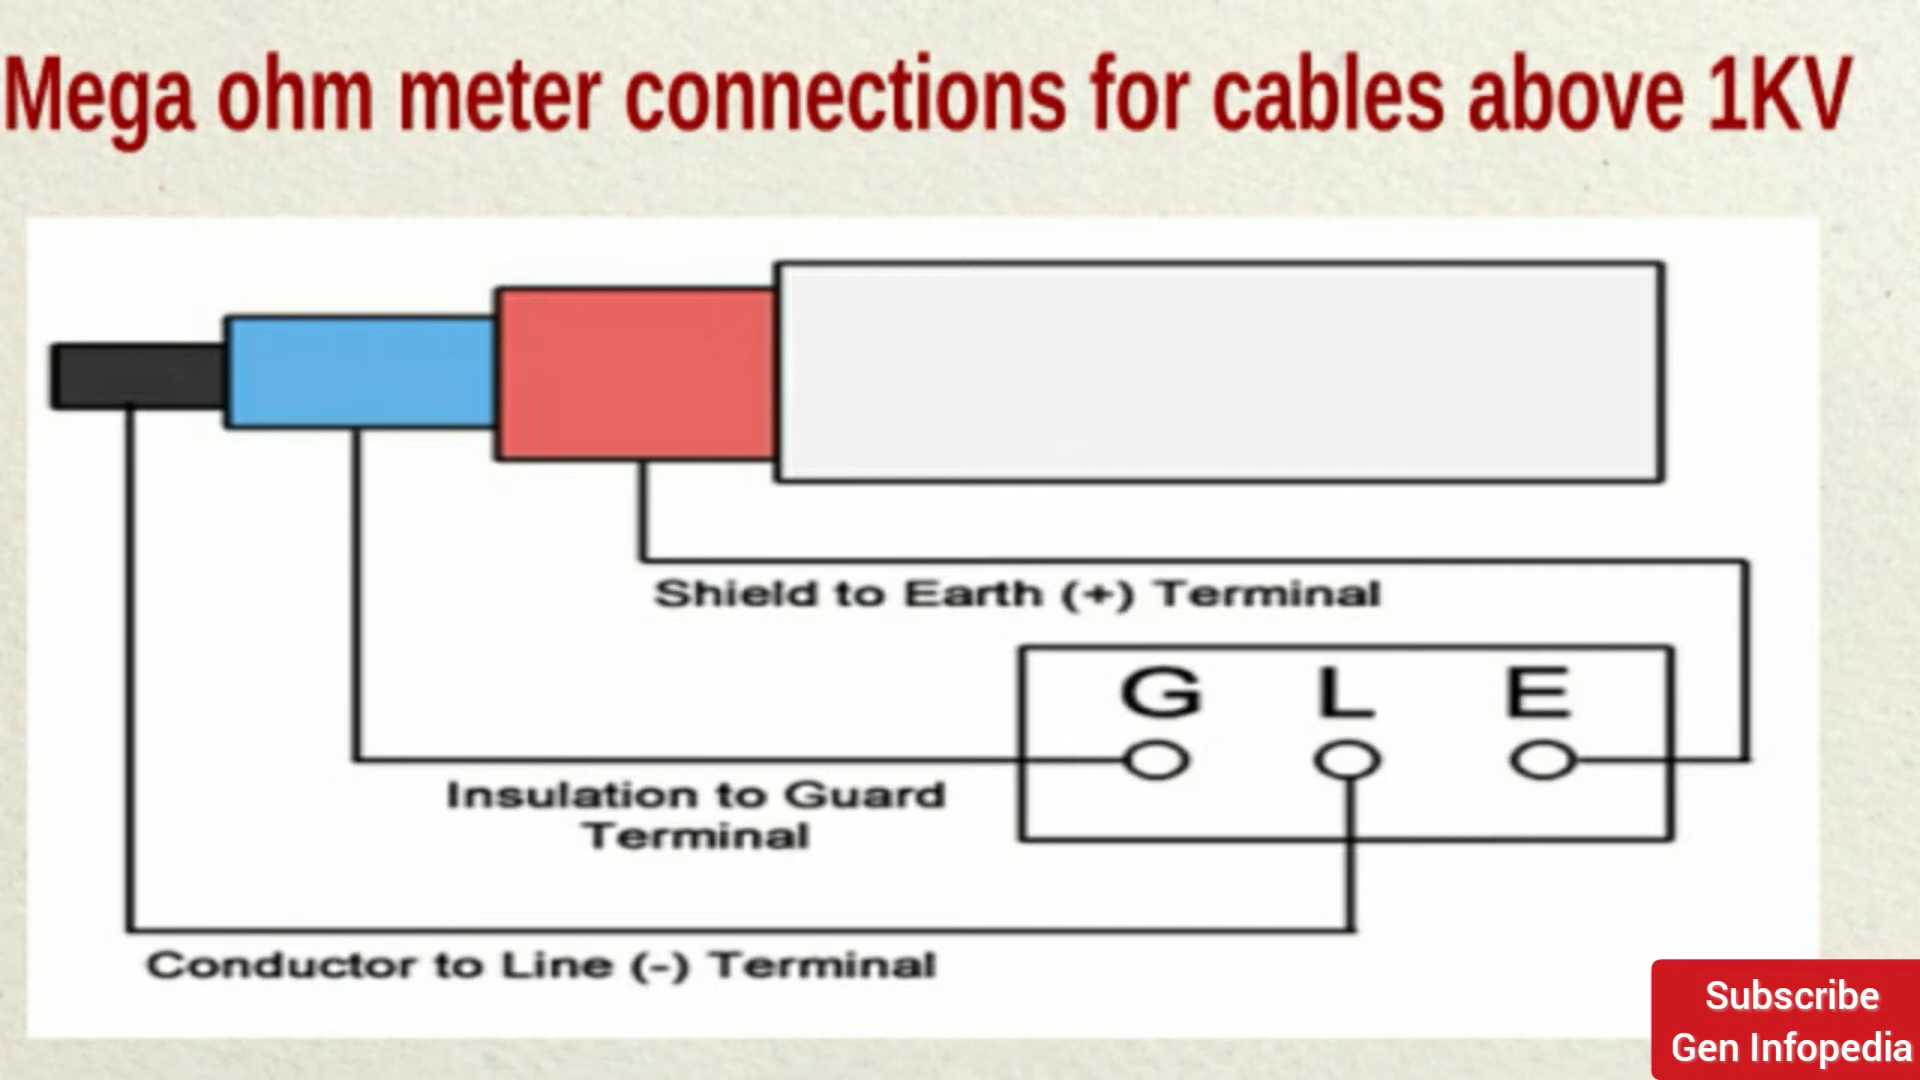 Mega ohm meter connections for cables above 1KV
Shield to Earth (+) Terminal
G L E
Insulation to Guard
Terminal
Conductor to Line (-) Terminal
Subscribe
Gen Infopedia